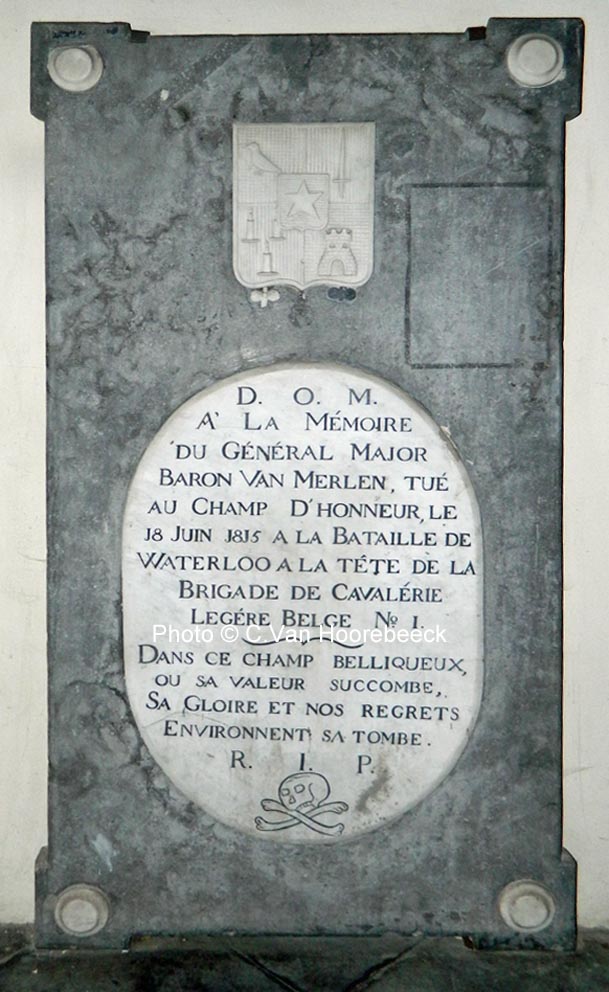 D. O. M.
A' LA MÉMOIRE
DU GÉNÉRAL MAJOR
BARON VAN MERLEN, TUÉ
AU CHAMP D'HONNEUR, LE
18 JUIN 1815 A LA BATAILLE DE
WATERLOO A LA TÉTE DE LA
BRIGADE DE CAVALÉRIE
LEGÉRE BELGE No 1.
Photo © C Van Hoorebeeck
DANS CE CHAMP BELLIQUEUX,
OU SA VALEUR SUCCOMBE,
SA GLOIRE ET NOS REGRETS
ENVIRONNENT SA TOMBE.
R. I. P.